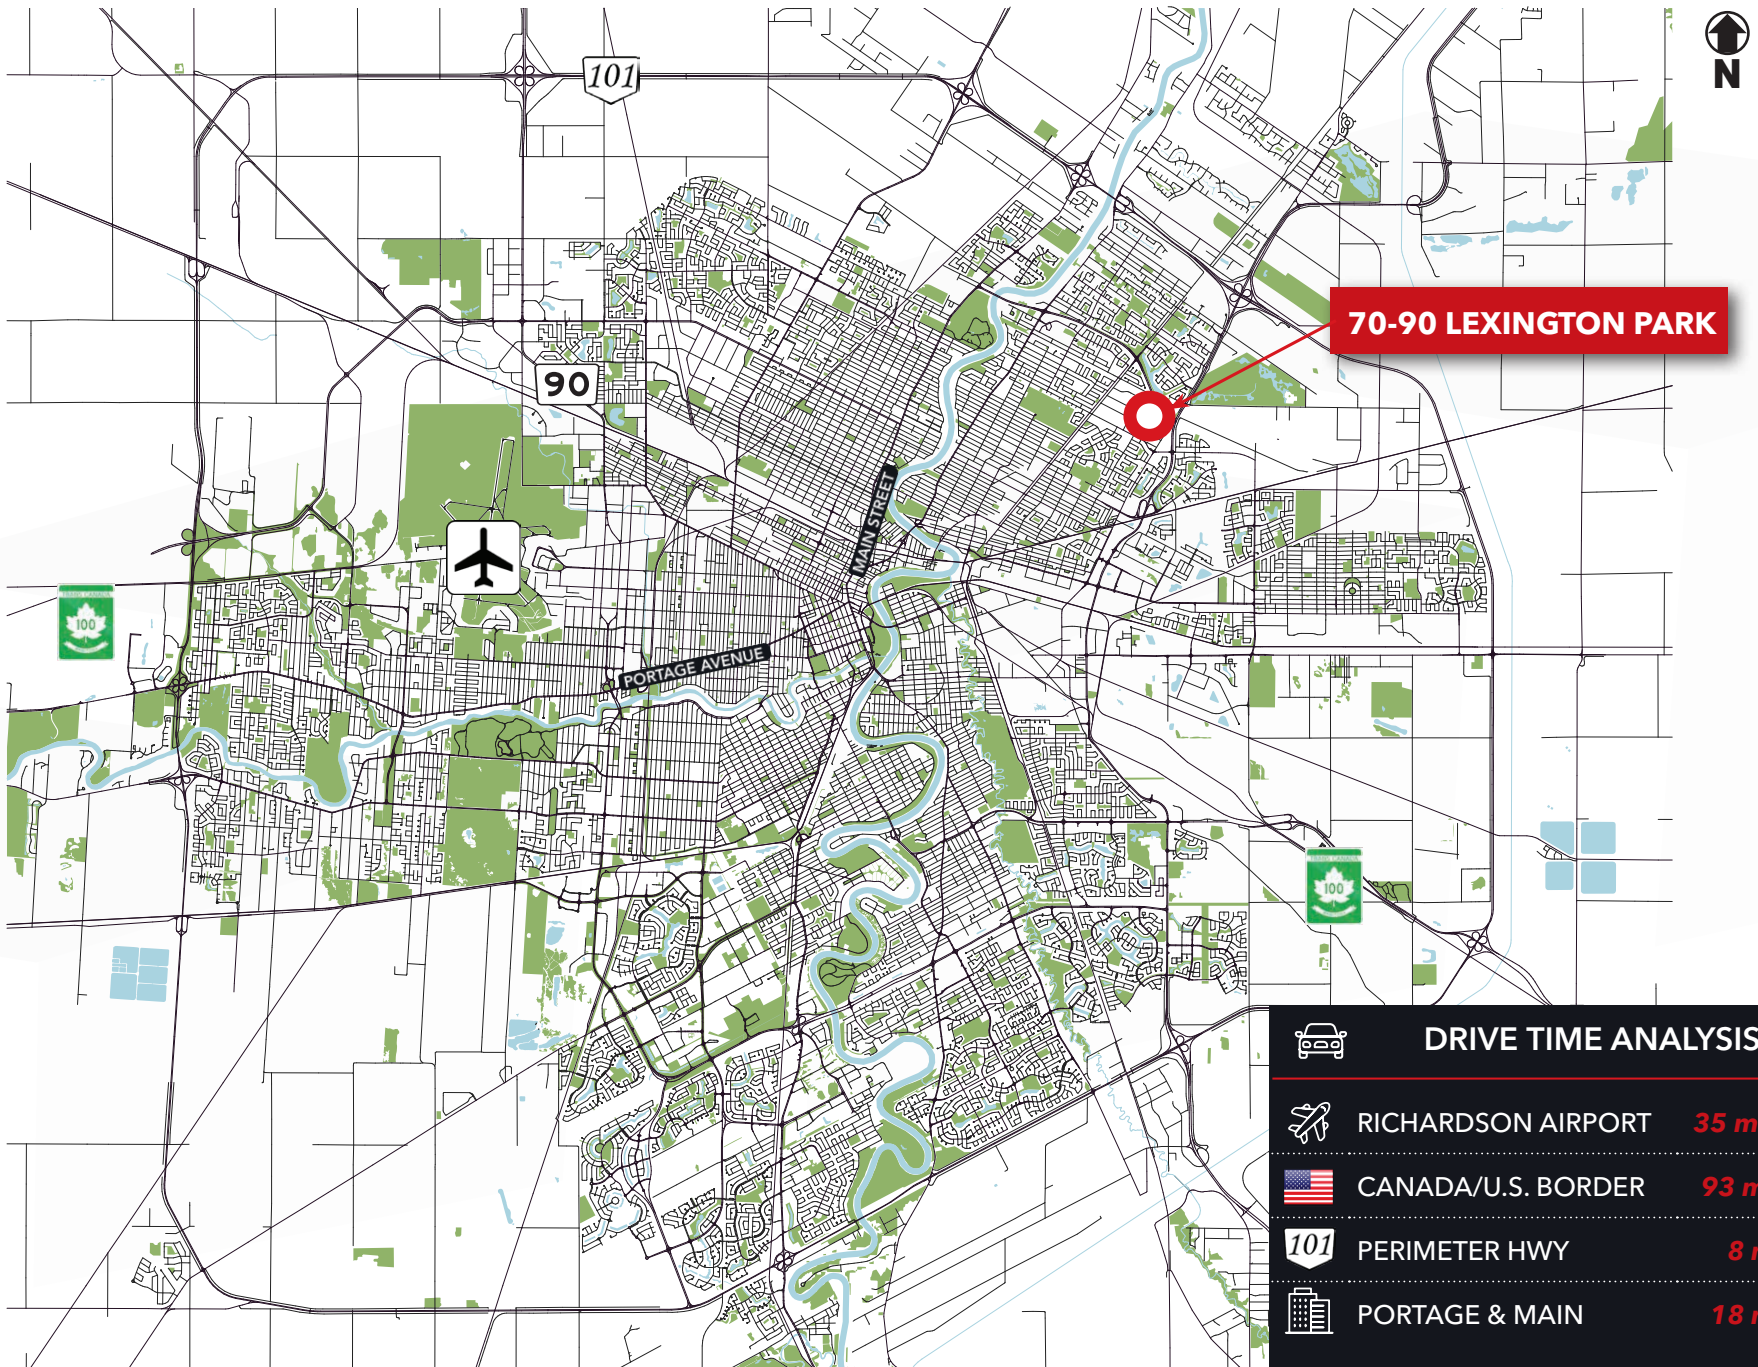 101
N
70-90 LEXINGTON PARK
90
MAIN STREET
100
PORTAGE AVENUE
100
DRIVE TIME ANALYSIS
RICHARDSON AIRPORT 35 m
CANADA/U.S. BORDER 93 m
101 PERIMETER HWY 8
PORTAGE & MAIN 18